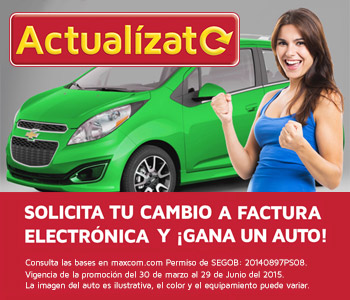 Actualízate
SOLICITA TU CAMBIO A FACTURA
ELECTRÓNICA Y ¡GANA UN AUTO!
Consulta las bases en maxcom.com Permiso de SEGOB: 20140897PS08.
Vigencia de la promoción del 30 de marzo al 29 de Junio del 2015.
La imagen del auto es ilustrativa, el color y el equipamiento puede variar.